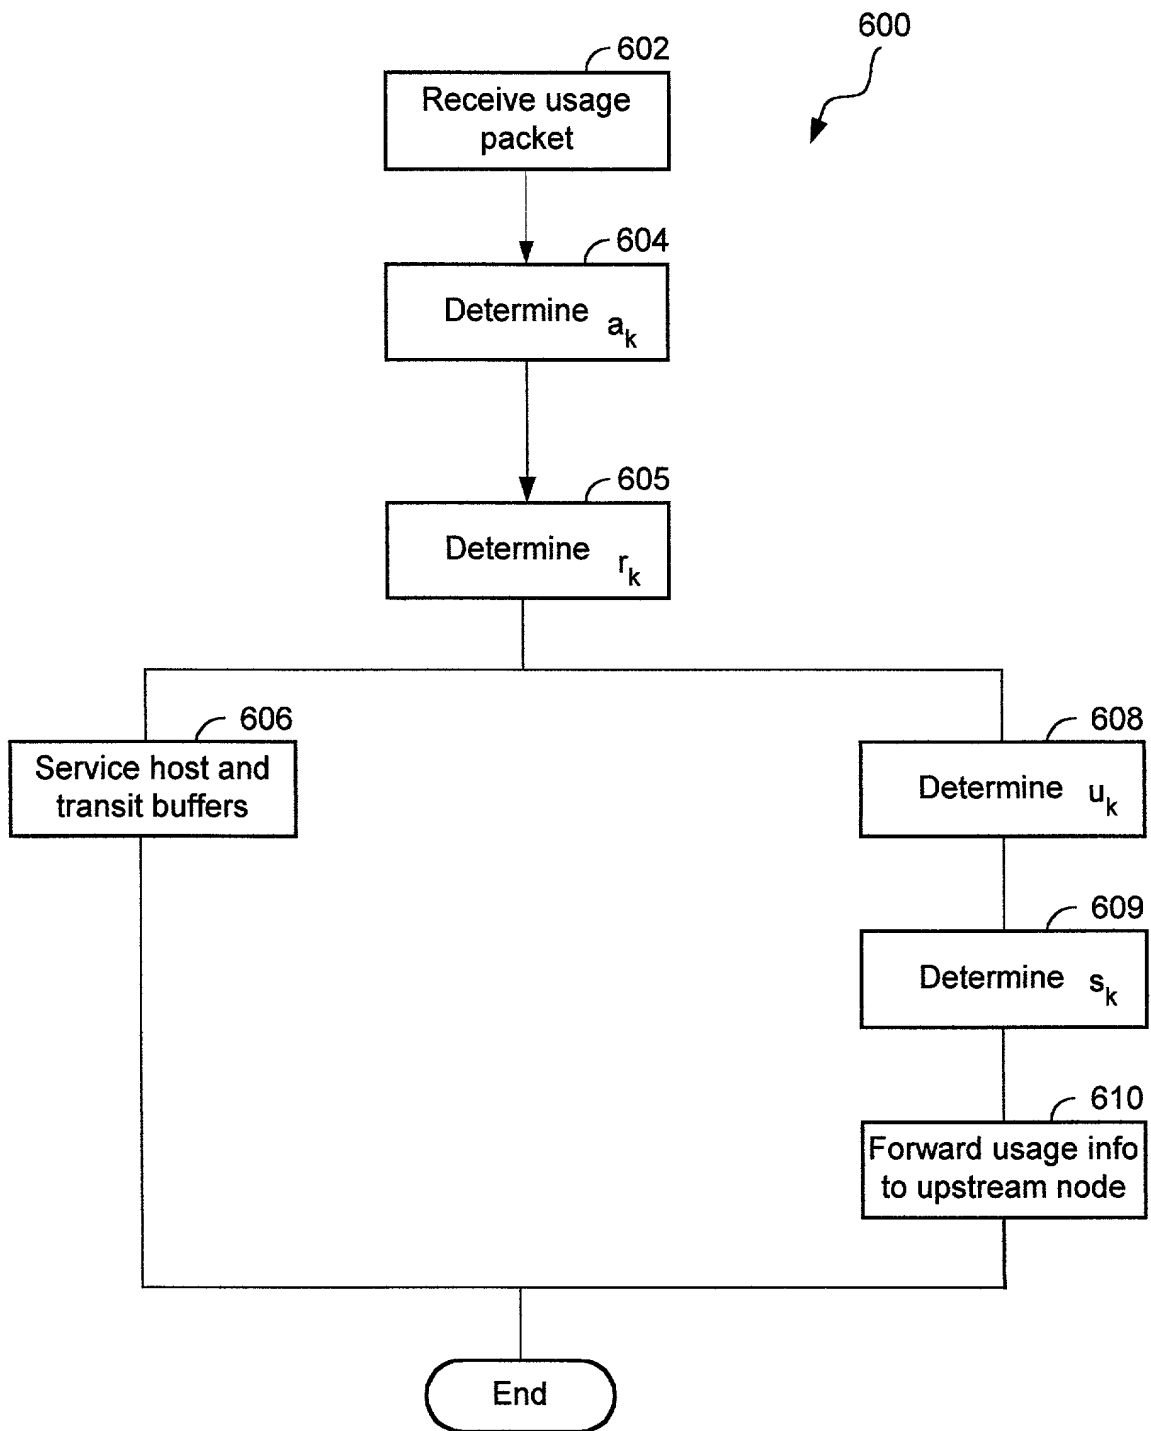 600
602
Receive usage
packet
604
Determine a_k
605
Determine r_k
606
Service host and
transit buffers
608
Determine u_k
609
Determine s_k
610
Forward usage info
to upstream node
End